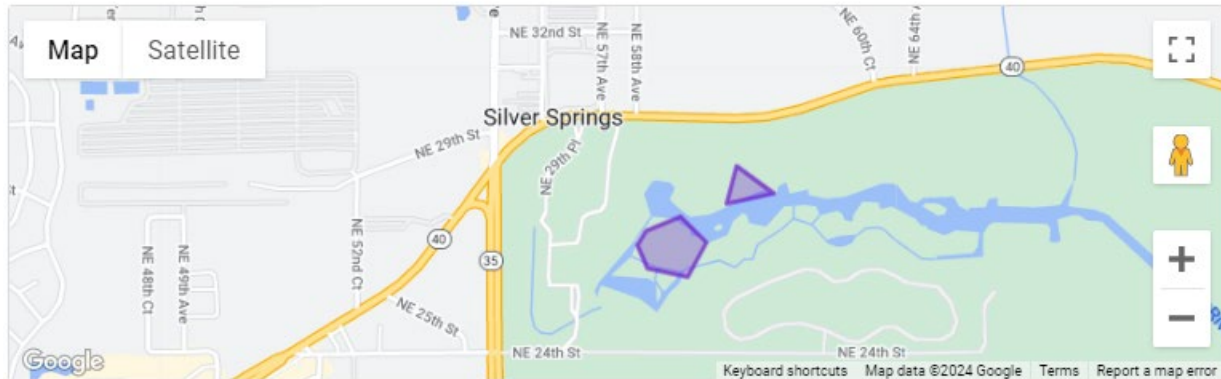 Map
Satellite
NE 32nd St
NE 57th Ave
NE 58th Ave
NE 60th Ct
NE 64th A
40
Silver Springs
NE 29th St
NE 29th Pl
NE 52nd Ct
NE 48th Ct
NE 49th Ave
40
35
NE 25th St
NE 24th St
NE 24th St
Google
Keyboard shortcuts
Map data ©2024 Google
Terms
Report a map error